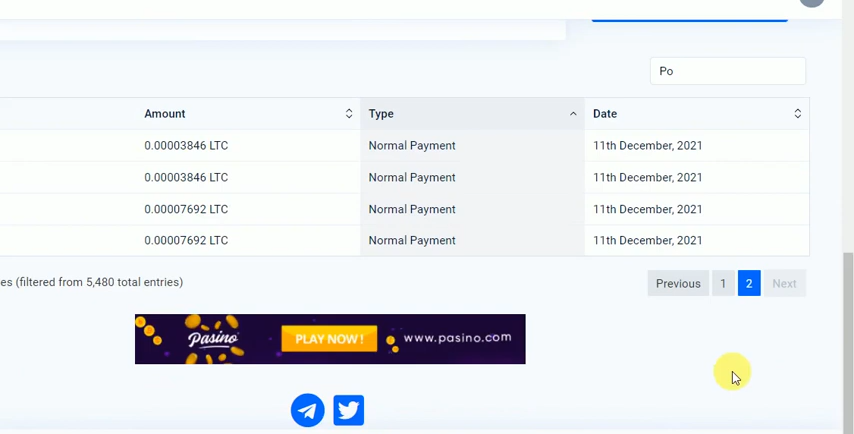 Po
Amount Type Date
0.00003846 LTC Normal Payment 11th December, 2021
0.00003846 LTC Normal Payment 11th December, 2021
0.00007692 LTC Normal Payment 11th December, 2021
0.00007692 LTC Normal Payment 11th December, 2021
es (filtered from 5,480 total entries) Previous 1 2 Next
Pasino PLAY NOW! www.pasino.com